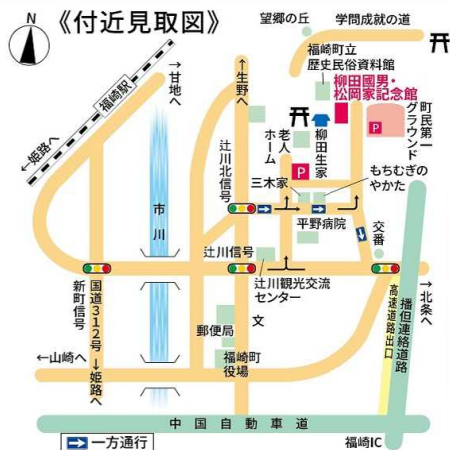 N
《付近見取図》
望郷の丘
学問成就の道
福崎町立
歴史民俗資料館
柳田國男・
松岡家記念館
町民第一
グラウンド
P
↑甘地へ
↑生野へ
福崎駅
←姫路へ
辻川北信号
老人
ホーム
柳田生家
P
三木家
もちむぎの
やかた
市川
平野病院
交番
辻川信号
辻川観光交流
センター
新町信号
国道312号
↓姫路へ
→北条へ
播但連絡道路
高速道路出口
郵便局
文
←山崎へ
福崎町
役場
中国自動車道
一方通行
福崎IC